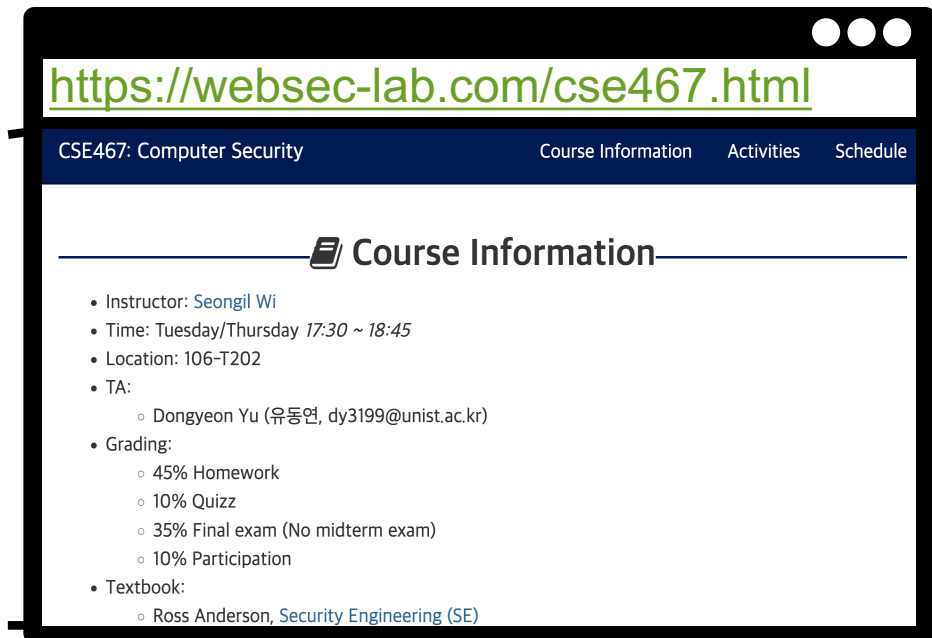 https://websec-lab.com/cse467.html
CSE467: Computer Security Course Information Activities Schedule
Course Information
• Instructor: Seongil Wi
• Time: Tuesday/Thursday 17:30 ~ 18:45
• Location: 106-T202
• TA:
◦ Dongyeon Yu (유동연, dy3199@unist.ac.kr)
• Grading:
◦ 45% Homework
◦ 10% Quizz
◦ 35% Final exam (No midterm exam)
◦ 10% Participation
• Textbook:
◦ Ross Anderson, Security Engineering (SE)